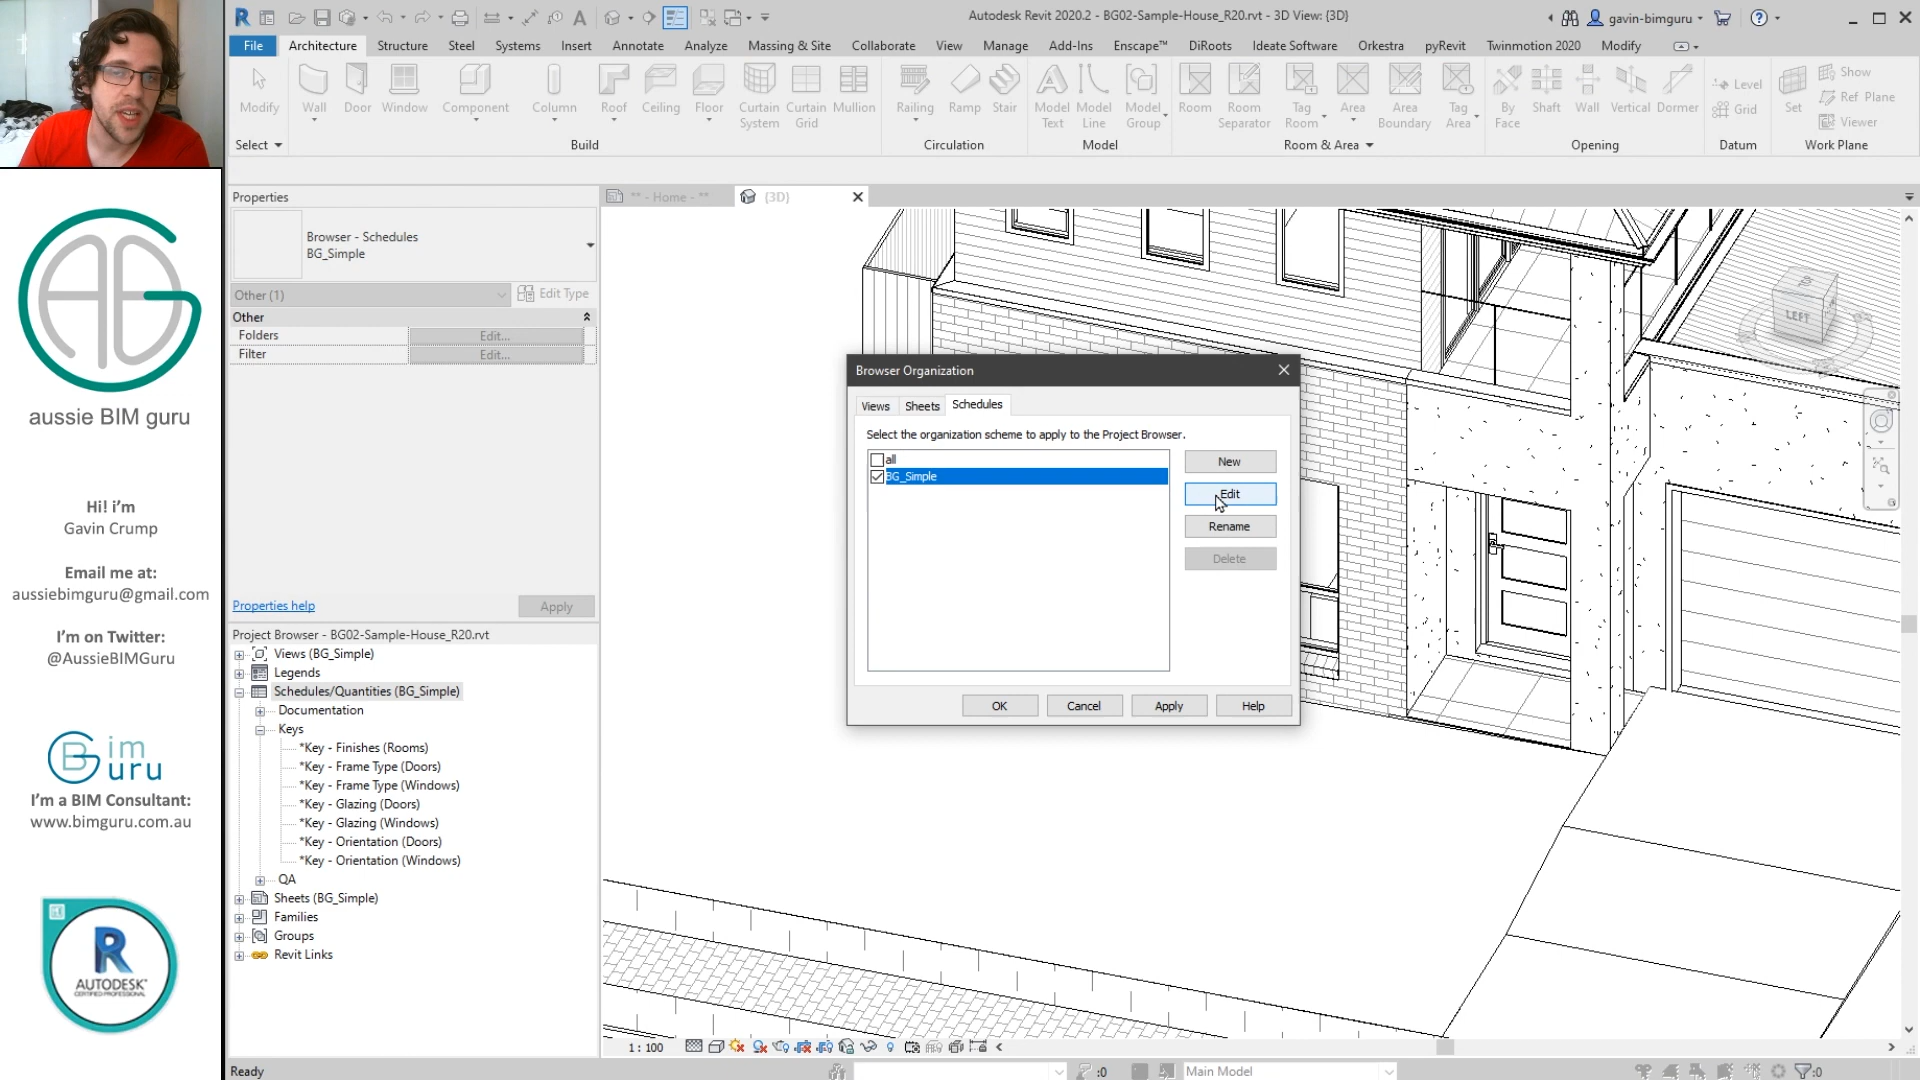 Autodesk Revit 2020.2 - BG02-Sample-House_R20.rvt - 3D View: {3D}
gavin-bimguru
File Architecture Structure Steel Systems Insert Annotate Analyze Massing & Site Collaborate View Manage Add-Ins Enscape™ DiRoots Ideate Software Orkestra pyRevit Twinmotion 2020 Modify
Modify Wall Door Window Component Column Roof Ceiling Floor Curtain System Curtain Grid Mullion Railing Ramp Stair Model Text Model Line Model Group Room Room Separator Tag Room Area Area Boundary Tag Area By Face Shaft Wall Vertical Dormer Level Grid Set Show Ref Plane Viewer
Select Build Circulation Model Room & Area Opening Datum Work Plane
Properties
** - Home - **
{3D}
Browser - Schedules
BG_Simple
Other (1)
Edit Type
Other
Folders Edit...
Filter Edit...
Properties help
Apply
Project Browser - BG02-Sample-House_R20.rvt
Views (BG_Simple)
Legends
Schedules/Quantities (BG_Simple)
Documentation
Keys
*Key - Finishes (Rooms)
*Key - Frame Type (Doors)
*Key - Frame Type (Windows)
*Key - Glazing (Doors)
*Key - Glazing (Windows)
*Key - Orientation (Doors)
*Key - Orientation (Windows)
QA
Sheets (BG_Simple)
Families
Groups
Revit Links
Browser Organization
Views Sheets Schedules
Select the organization scheme to apply to the Project Browser.
all
BG_Simple
New
Edit
Rename
Delete
OK Cancel Apply Help
LEFT
1 : 100
Ready
:0
Main Model
:0
aussie BIM guru
Hi! i'm
Gavin Crump
Email me at:
aussiebimguru@gmail.com
I'm on Twitter:
@AussieBIMGuru
BIM Guru
I'm a BIM Consultant:
www.bimguru.com.au
R
AUTODESK
CERTIFIED PROFESSIONAL